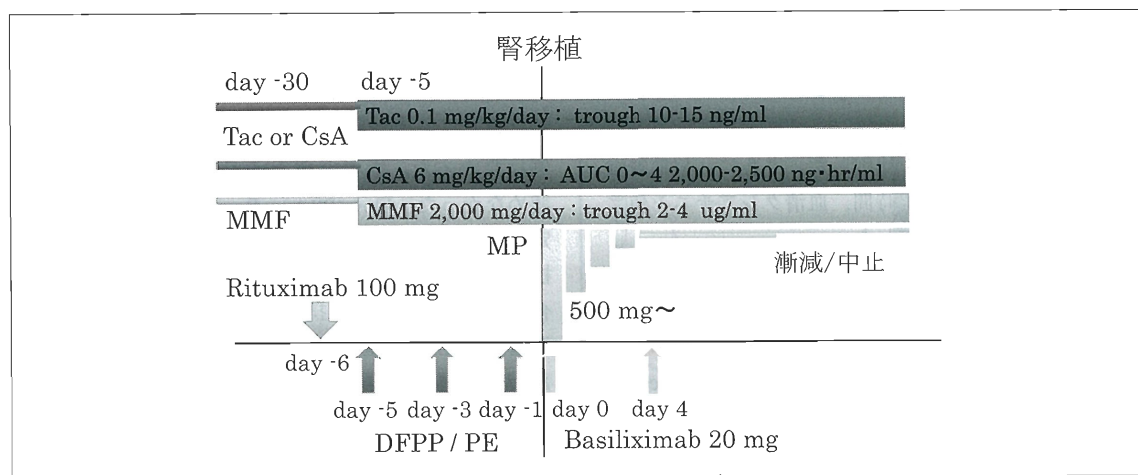 腎移植
day -30
day -5
Tac 0.1 mg/kg/day： trough 10-15 ng/ml
Tac or CsA
CsA 6 mg/kg/day： AUC 0～4 2,000-2,500 ng･hr/ml
MMF 2,000 mg/day：trough 2-4 ug/ml
MMF
MP
漸減/中止
Rituximab 100 mg
500 mg～
day -6
day -5 day -3 day -1 day 0 day 4
DFPP / PE
Basiliximab 20 mg